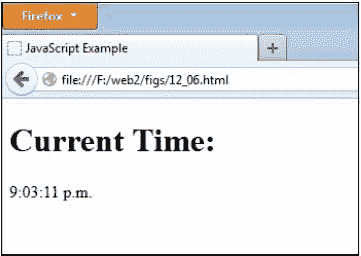 Firefox
JavaScript Example
file:///F:/web2/figs/12_06.html
Current Time:
9:03:11 p.m.